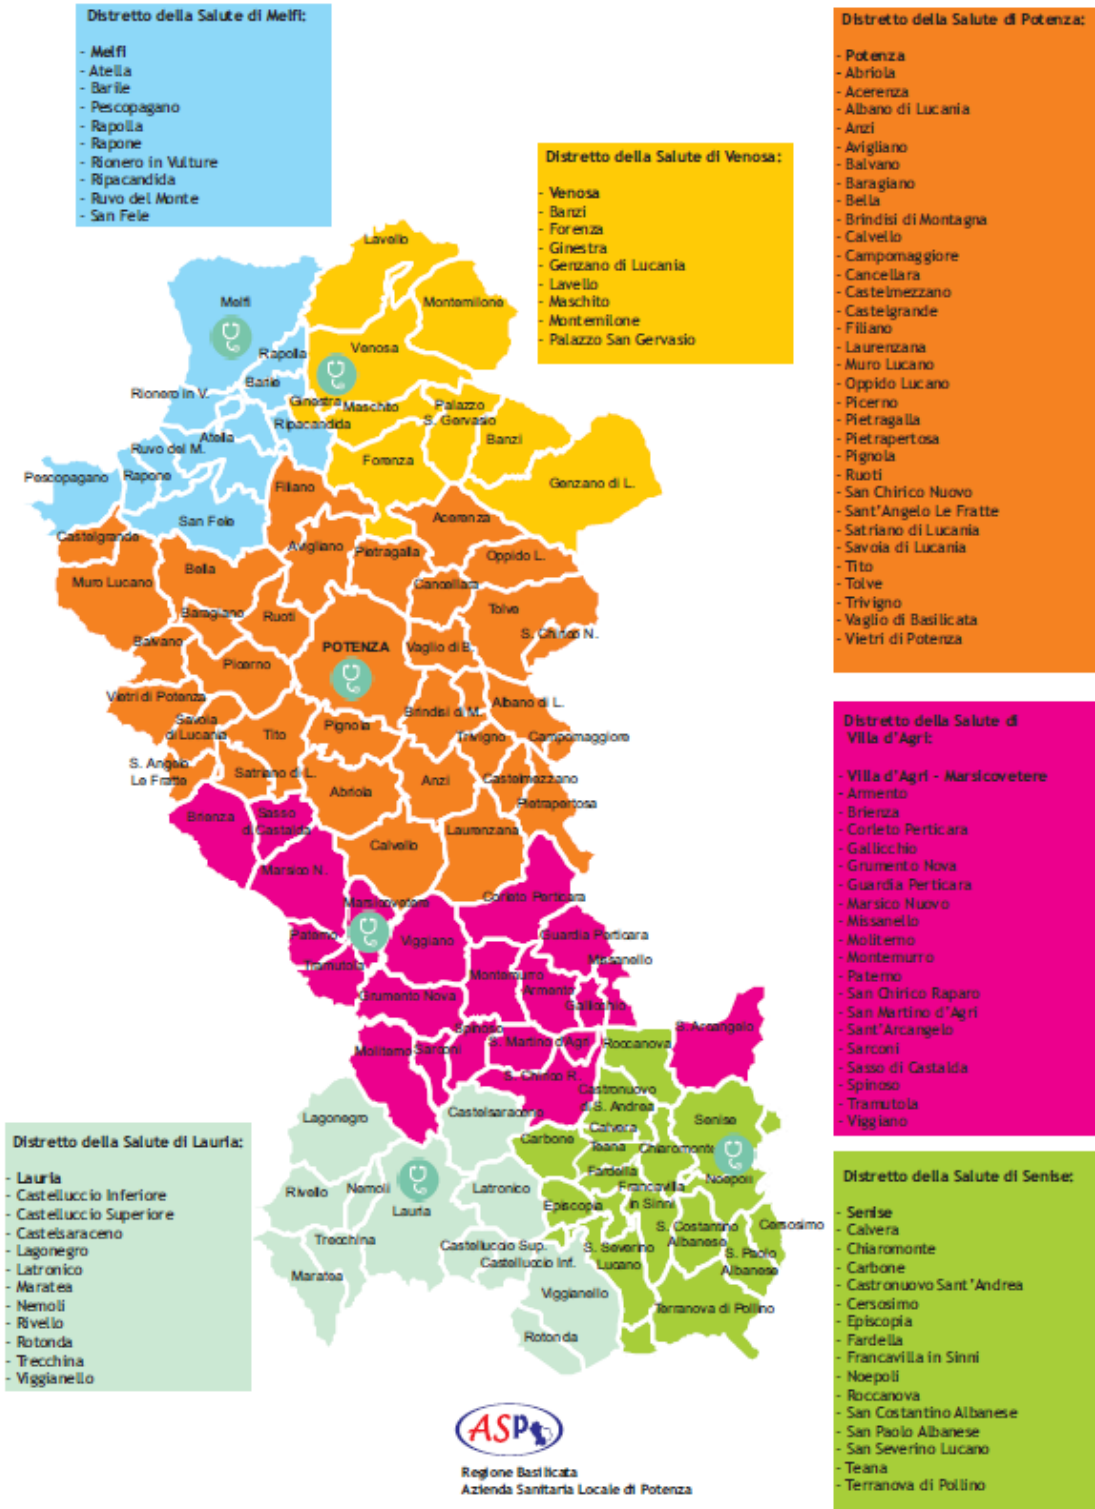 Distretto della Salute di Melfi:
- Melfi
- Atella
- Barile
- Pescopagano
- Rapolla
- Rapone
- Rionero in Vulture
- Ripacandida
- Ruvo del Monte
- San Fele
Distretto della Salute di Venosa:
- Venosa
- Banzi
- Forenza
- Ginestra
- Genzano di Lucania
- Lavello
- Maschito
- Montemilone
- Palazzo San Gervasio
Distretto della Salute di Potenza:
- Potenza
- Abriola
- Acerenza
- Albano di Lucania
- Anzi
- Avigliano
- Balvano
- Baragiano
- Bella
- Brindisi di Montagna
- Calvello
- Campomaggiore
- Cancellara
- Castelmezzano
- Castelgrande
- Filiano
- Laurenzana
- Muro Lucano
- Oppido Lucano
- Picerno
- Pietragalla
- Pietrapertosa
- Pignola
- Ruoti
- San Chirico Nuovo
- Sant'Angelo Le Fratte
- Satriano di Lucania
- Savoia di Lucania
- Tito
- Tolve
- Trivigno
- Vaglio di Basilicata
- Vietri di Potenza
Distretto della Salute di
Villa d'Agri:
- Villa d'Agri - Marsicovetere
- Armento
- Brienza
- Corleto Perticara
- Gallicchio
- Grumento Nova
- Guardia Perticara
- Marsico Nuovo
- Missanello
- Moliterno
- Montemurro
- Paterno
- San Chirico Raparo
- San Martino d'Agri
- Sant'Arcangelo
- Sarconi
- Sasso di Castalda
- Spinoso
- Tramutola
- Viggiano
Distretto della Salute di Lauria:
- Lauria
- Castelluccio Inferiore
- Castelluccio Superiore
- Castelsaraceno
- Lagonegro
- Latronico
- Maratea
- Nemoli
- Rivello
- Rotonda
- Trecchina
- Viggianello
Distretto della Salute di Senise:
- Senise
- Calvera
- Chiaromonte
- Carbone
- Castronuovo Sant'Andrea
- Cersosimo
- Episcopia
- Fardella
- Francavilla in Sinni
- Noepoli
- Roccanova
- San Costantino Albanese
- San Paolo Albanese
- San Severino Lucano
- Teana
- Terranova di Pollino
Lavello
Melfi
Montemilone
Rapolla
Venosa
Barile
Rionero in V.
Ginestra
Maschito
Palazzo
S. Gervasio
Ripacandida
Atella
Banzi
Ruvo del M.
Forenza
Pescopagano
Rapone
Filiano
Genzano di L.
San Fele
Acerenza
Castelgrande
Avigliano
Pietragalla
Oppido L.
Muro Lucano
Bella
Cancellara
Baragiano
Ruoti
Tolve
S. Chirico N.
Balvano
POTENZA
Vaglio di B.
Picerno
Vietri di Potenza
Albano di L.
Brindisi di M.
Savoia
di Lucania
Tito
Pignola
Trivigno
Campomaggiore
S. Angelo
Le Fratte
Satriano di L.
Abriola
Anzi
Castelmezzano
Pietrapertosa
Brienza
Sasso
di Castalda
Calvello
Laurenzana
Marsico N.
Marsicovetere
Corleto Perticara
Paterno
Viggiano
Guardia Perticara
Tramutola
Missanello
Montemurro
Grumento Nova
Armento
Gallicchio
Spinoso
S. Arcangelo
Moliterno
Sarconi
S. Martino d'Agri
Roccanova
S. Chirico R.
Castronuovo
di S. Andrea
Lagonegro
Castelsaraceno
Senise
Calvera
Carbone
Teana
Chiaromonte
Fardella
Noepoli
Rivello
Nemoli
Latronico
Francavilla
in Sinni
Lauria
Episcopia
S. Costantino
Albanese
Cersosimo
Trecchina
Castelluccio Sup.
Castelluccio Inf.
S. Severino
Lucano
S. Paolo
Albanese
Maratea
Viggianello
Terranova di Pollino
Rotonda
ASP
Regione Basilicata
Azienda Sanitaria Locale di Potenza